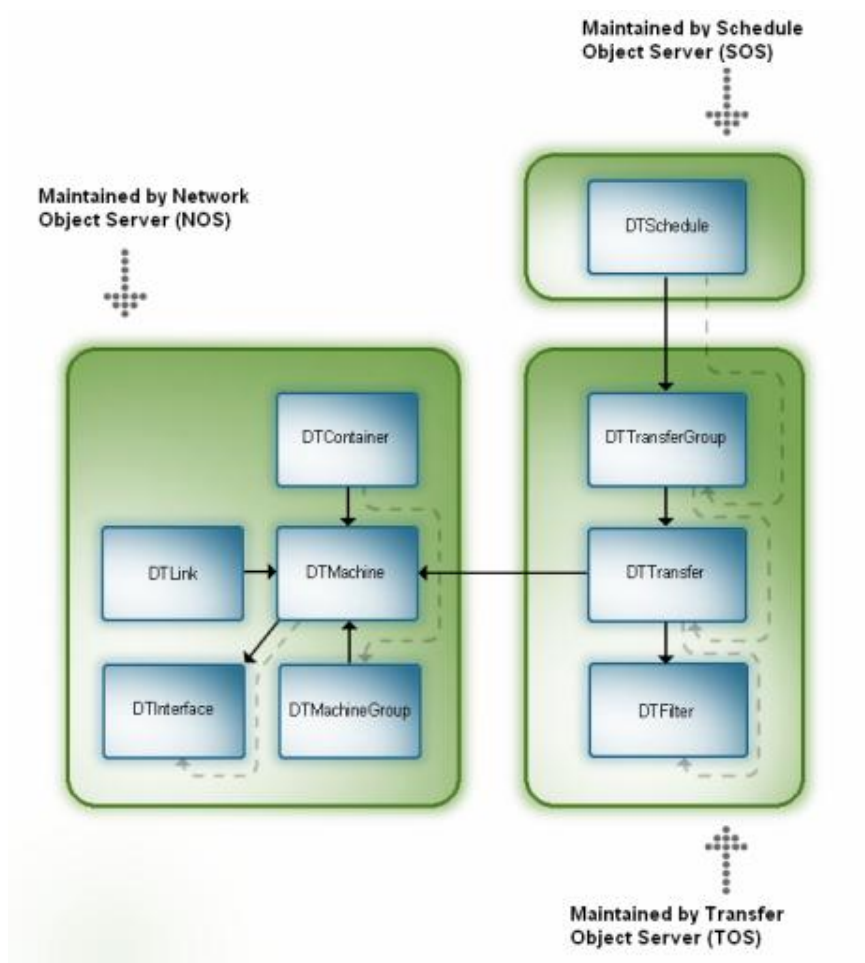 Maintained by Schedule
Object Server (SOS)
Maintained by Network
Object Server (NOS)
DTSchedule
DTContainer
DTTransferGroup
DTLink
DTMachine
DTTransfer
DTInterface
DTMachineGroup
DTFilter
Maintained by Transfer
Object Server (TOS)